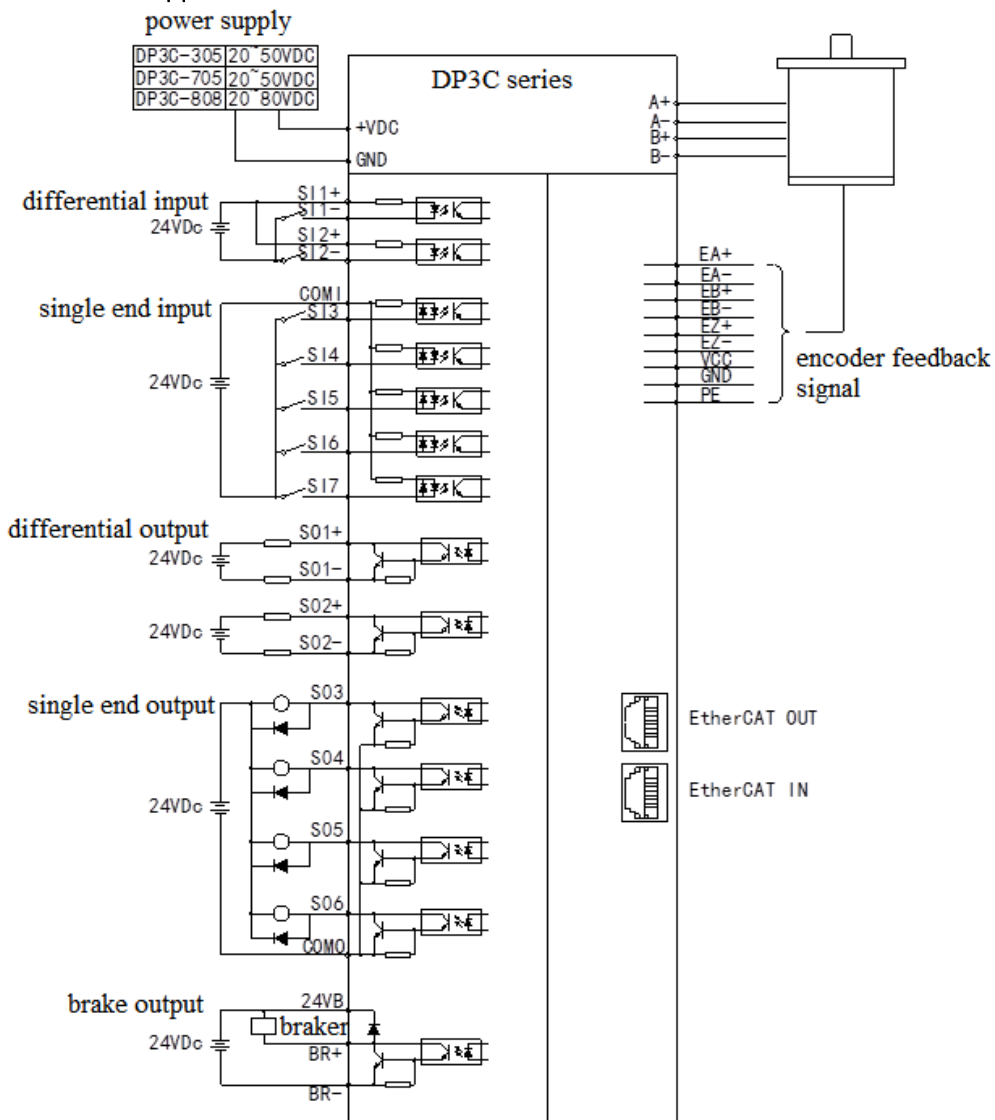 power supply
DP3C-305 20~50VDC
DP3C-705 20~50VDC
DP3C-808 20~80VDC
DP3C series
+VDC
GND
A+
A-
B+
B-
differential input
24VDc
SI1+
SI1-
SI2+
SI2-
single end input
24VDc
COMI
SI3
SI4
SI5
SI6
SI7
EA+
EA-
EB+
EB-
EZ+
EZ-
VCC
GND
PE
encoder feedback
signal
differential output
24VDc
SO1+
SO1-
24VDc
SO2+
SO2-
single end output
24VDc
SO3
SO4
SO5
SO6
COMO
EtherCAT OUT
EtherCAT IN
brake output
24VDc
24VB
braker
BR+
BR-